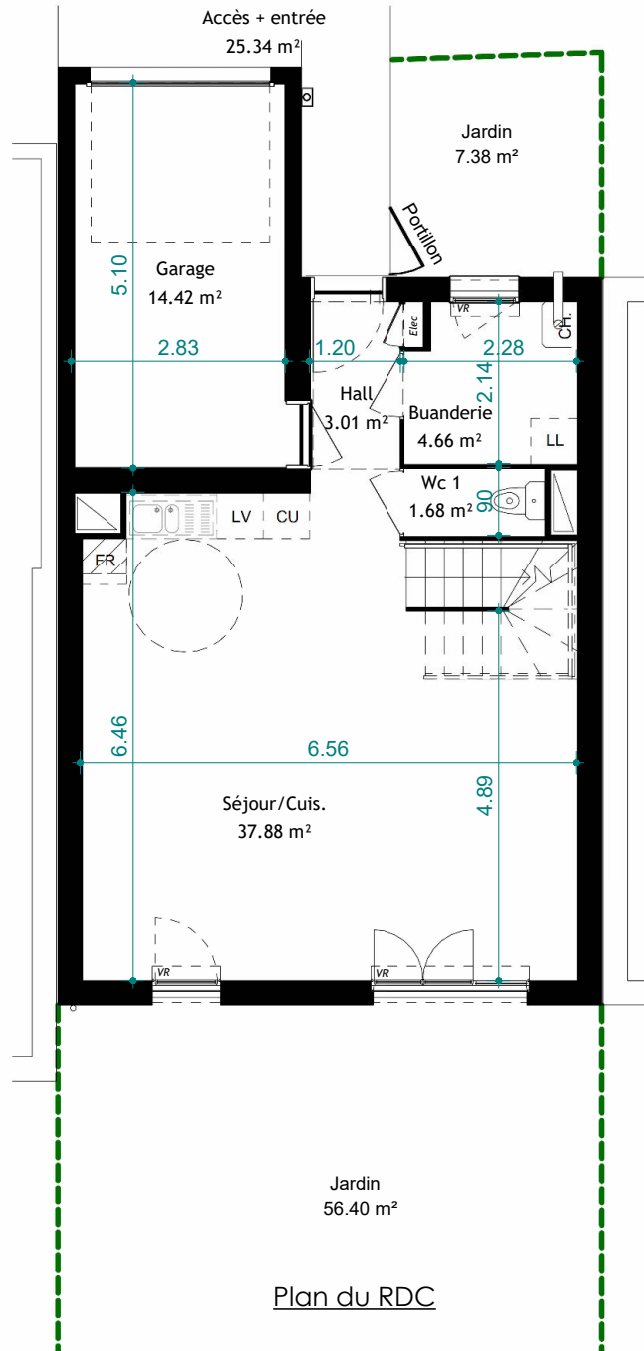 Accès + entrée
25.34 m²
Jardin
7.38 m²
Portillon
Garage
14.42 m²
5.10
2.83
1.20
Elec
VR
CH.
2.28
2.14
Hall
3.01 m²
Buanderie
4.66 m²
LL
Wc 1
1.68 m²
90
LV
CU
FR
6.46
6.56
4.89
Séjour/Cuis.
37.88 m²
VR
VR
Jardin
56.40 m²
Plan du RDC